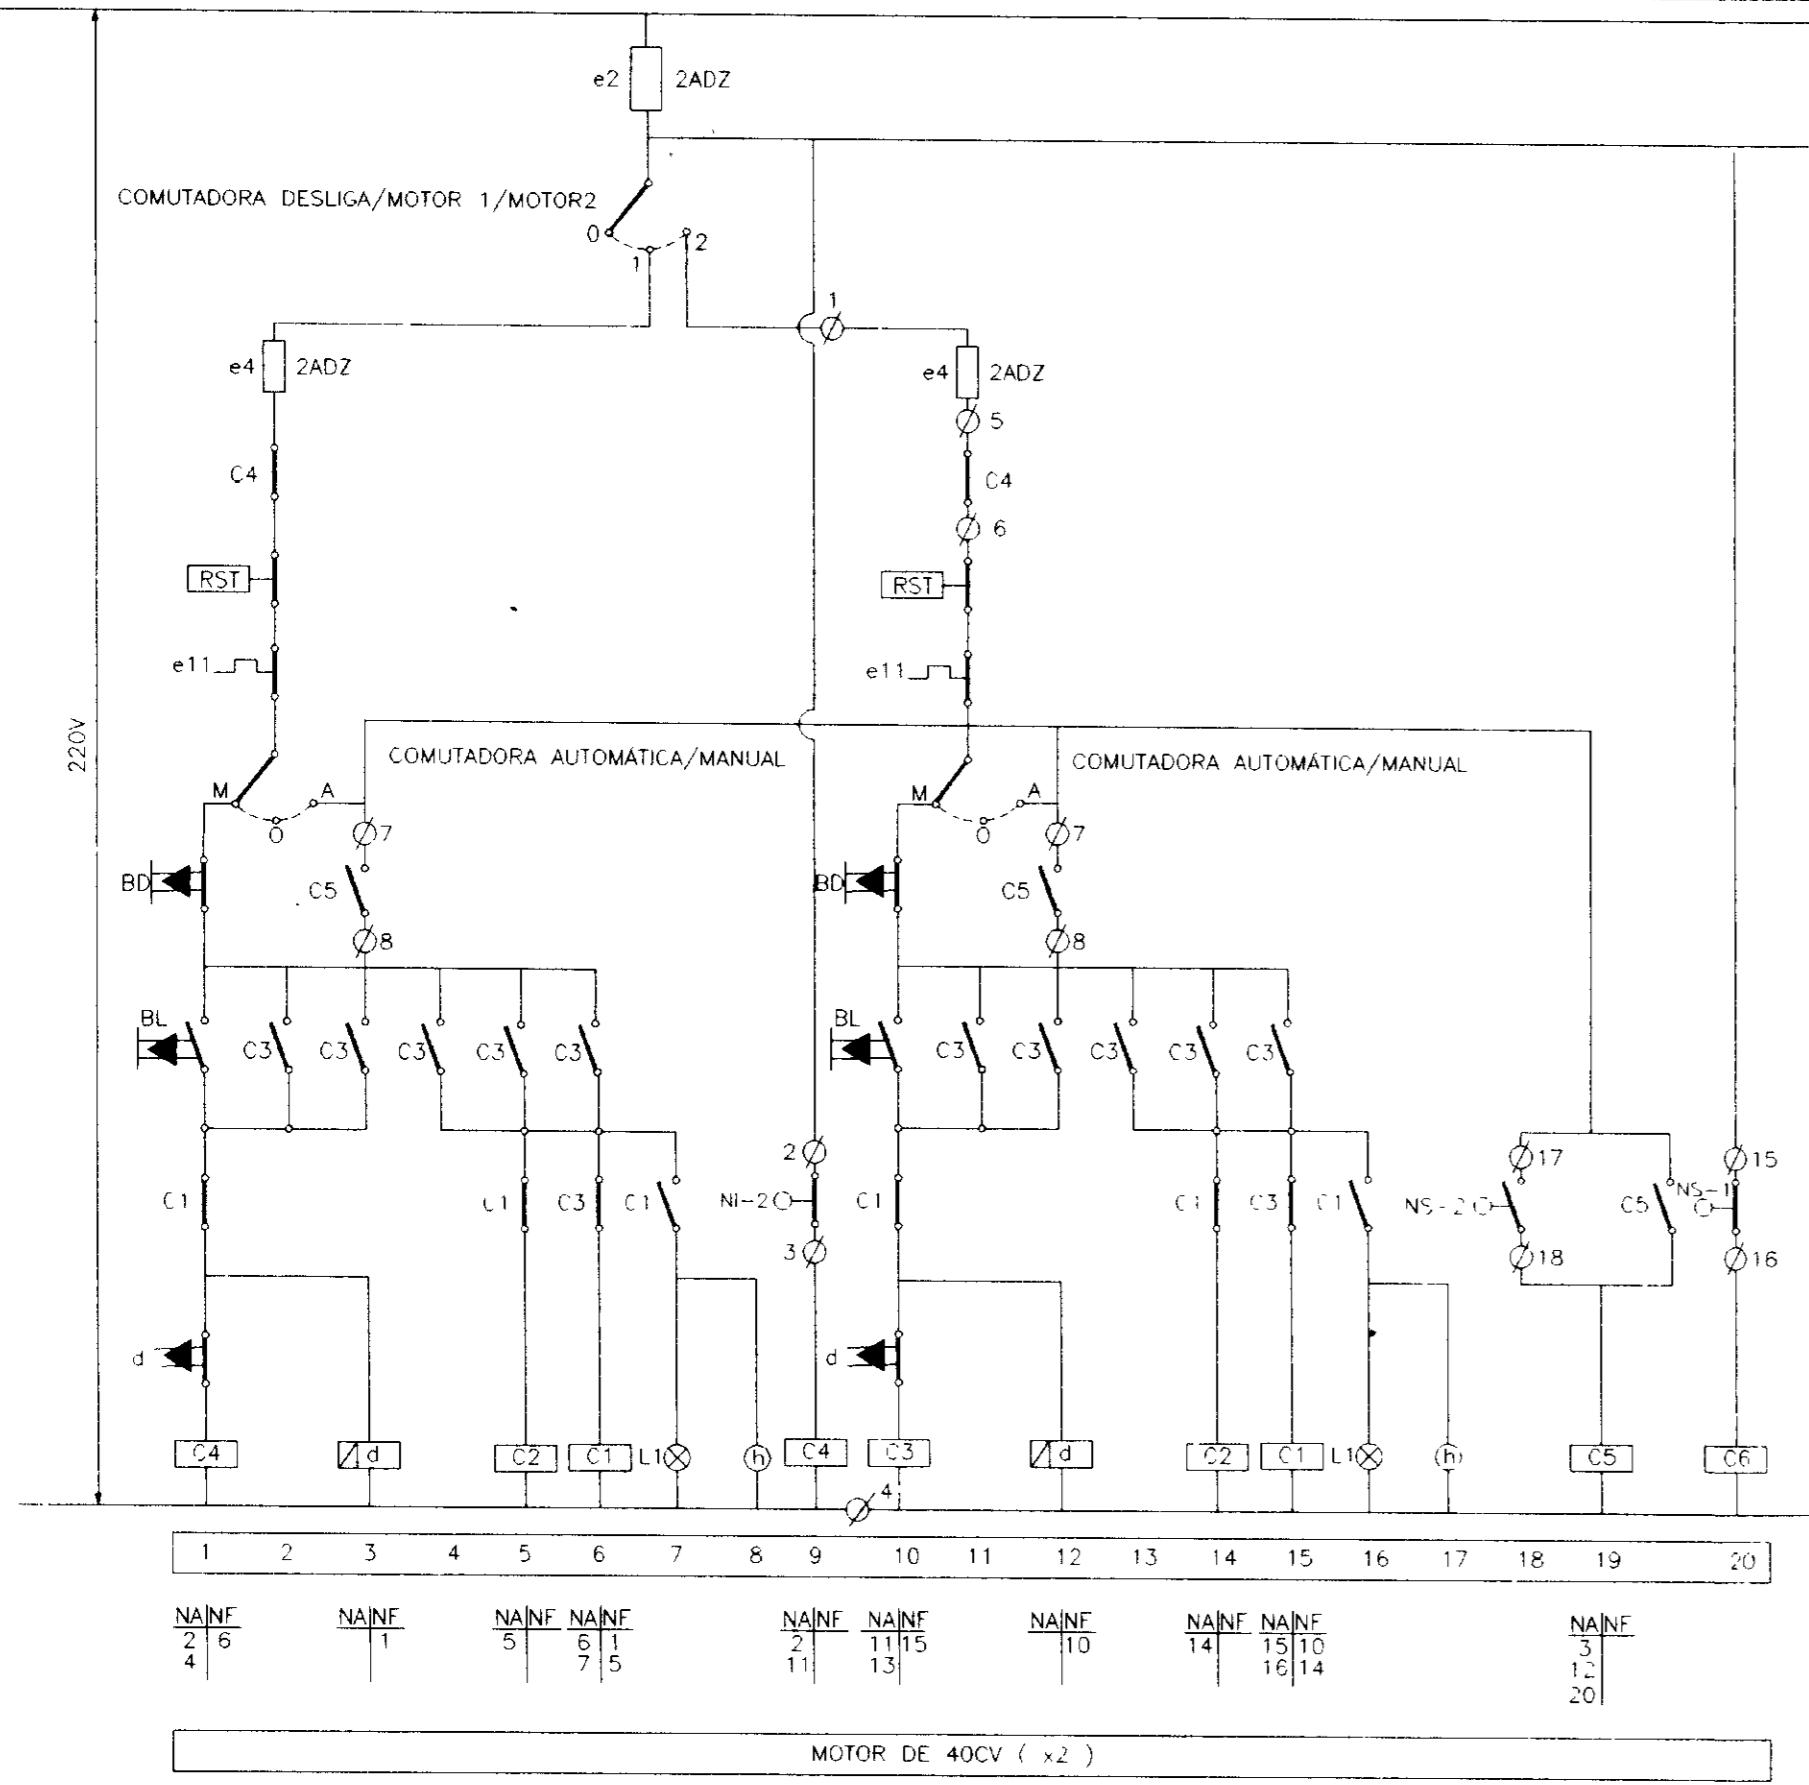 e2 2ADZ
COMUTADORA DESLIGA/MOTOR 1/MOTOR2
0 1 2
1
e4 2ADZ
e4 2ADZ
5
C4
C4
6
RST
RST
e11
e11
220V
COMUTADORA AUTOMÁTICA/MANUAL
COMUTADORA AUTOMÁTICA/MANUAL
M 0 A
M 0 A
7
7
BD
C5
BD
C5
8
8
BL C3 C3 C3 C3 C3
BL C3 C3 C3 C3 C3
2
17
15
C1 C1 C3 C1 NI-2 C1 C1 C3 C1 NS-2 C5 NS-1
3
18
16
d
d
C4 d C2 C1 L1 h C4 C3 d C2 C1 L1 h C5 C6
4
1 2 3 4 5 6 7 8 9 10 11 12 13 14 15 16 17 18 19 20
NA NF NA NF NA NF NA NF NA NF NA NF NA NF NA NF NA NF NA NF
2 6 1 5 6 1 2 11 15 10 14 15 10 3
4 7 5 11 13 16 14 12
20
MOTOR DE 40CV ( x2 )